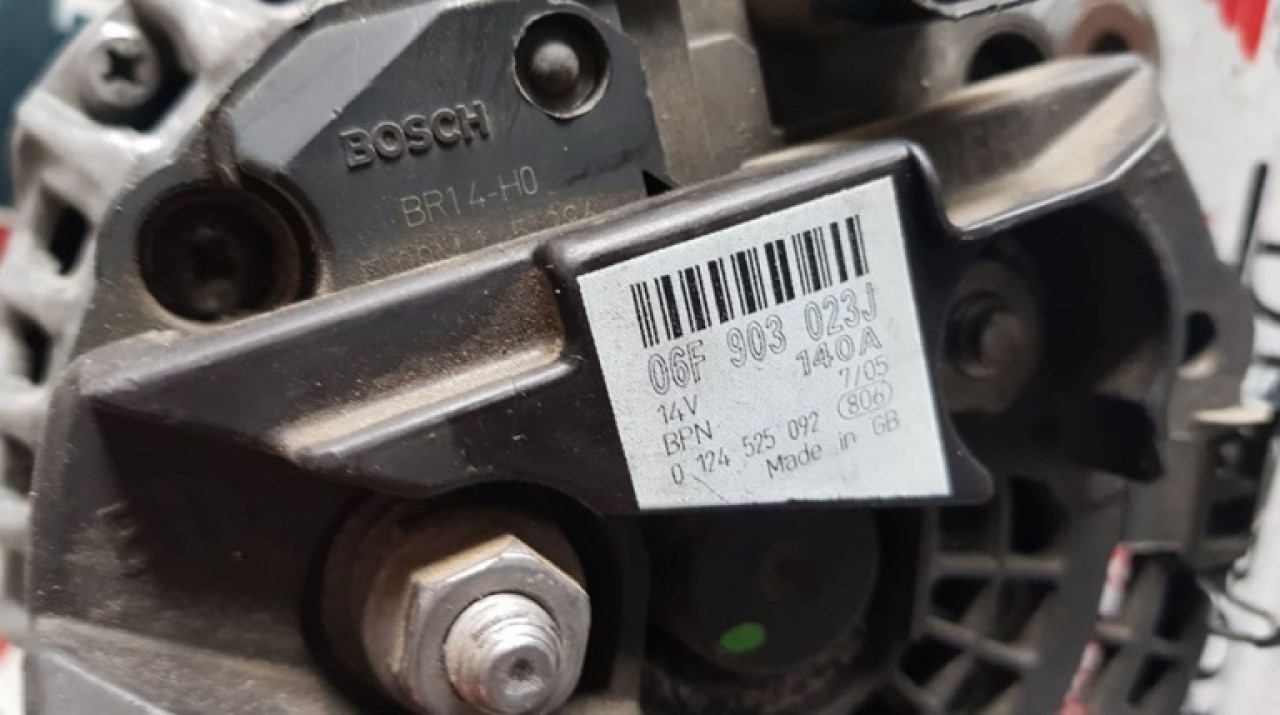 BOSCH
BR14-H0
06F 903 023J
14V 140A
BPN 7/05
0 124 525 092 806
Made in GB